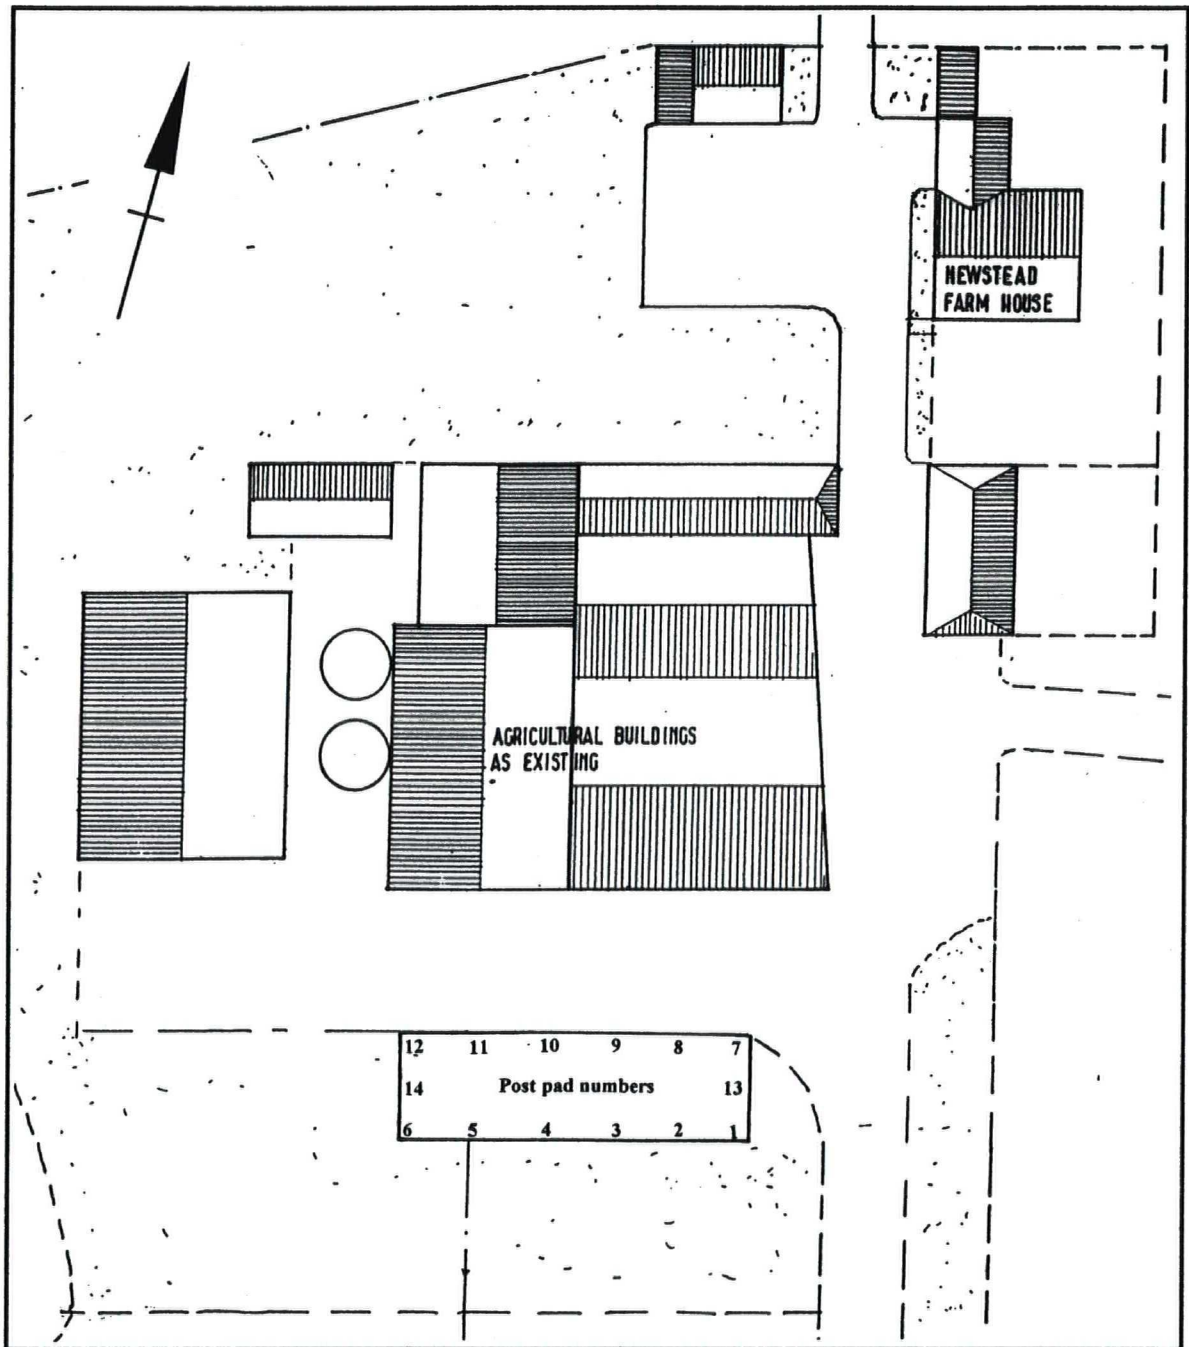 NEWSTEAD
FARM HOUSE
AGRICULTURAL BUILDINGS
AS EXISTING
12 11 10 9 8 7
14 Post pad numbers 13
6 5 4 3 2 1